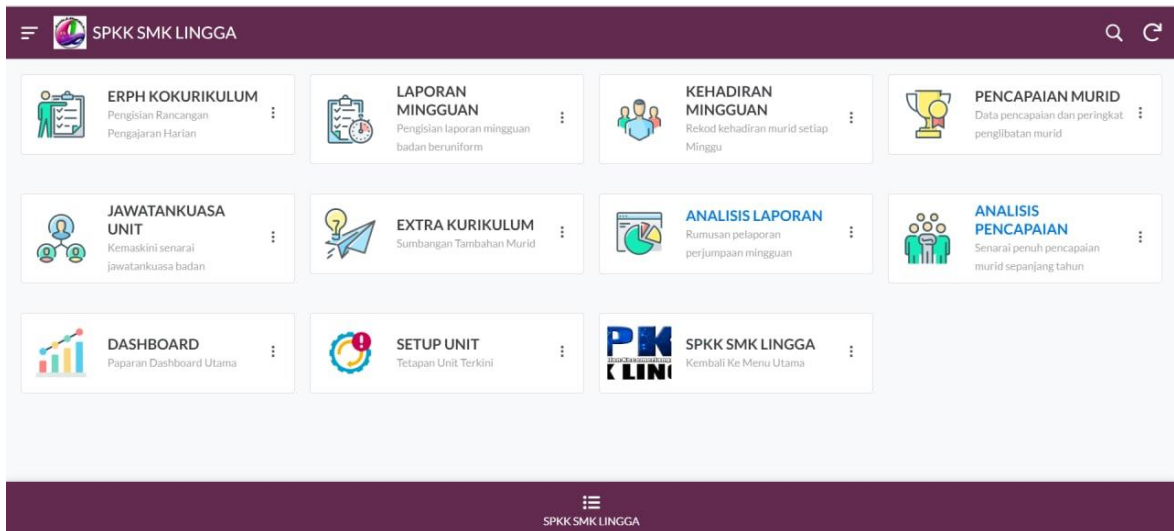 SPKK SMK LINGGA
ERPH KOKURIKULUM
Pengisian Rancangan
Pengajaran Harian
LAPORAN
MINGGUAN
Pengisian laporan mingguan
badan beruniform
KEHADIRAN
MINGGUAN
Rekod kehadiran murid setiap
Minggu
PENCAPAIAN MURID
Data pencapaian dan peringkat
penglibatan murid
JAWATANKUASA
UNIT
Kemaskini senarai
jawatankuasa badan
EXTRA KURIKULUM
Sumbangan Tambahan Murid
ANALISIS LAPORAN
Rumusan pelaporan
perjumpaan mingguan
ANALISIS
PENCAPAIAN
Senarai penuh pencapaian
murid sepanjang tahun
DASHBOARD
Paparan Dashboard Utama
SETUP UNIT
Tetapan Unit Terkini
PK
K LIN
SPKK SMK LINGGA
Kembali Ke Menu Utama
SPKK SMK LINGGA